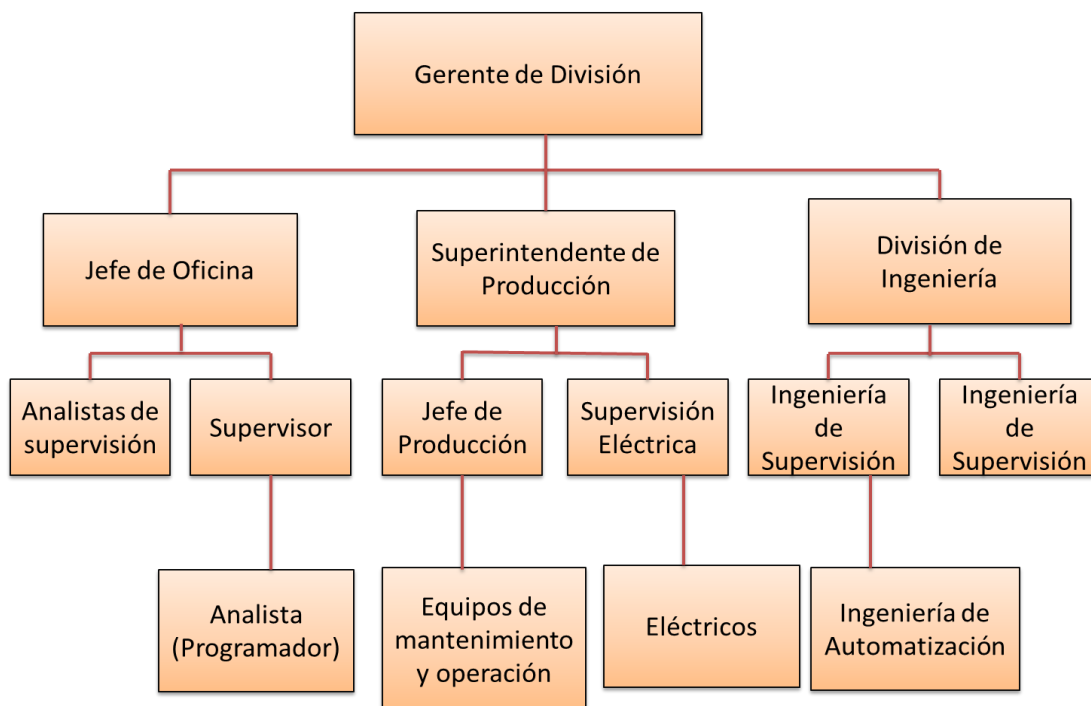 Gerente de División
Jefe de Oficina
Superintendente de
Producción
División de
Ingeniería
Analistas de
supervisión
Supervisor
Jefe de
Producción
Supervisión
Eléctrica
Ingeniería
de
Supervisión
Ingeniería
de
Supervisión
Analista
(Programador)
Equipos de
mantenimiento
y operación
Eléctricos
Ingeniería de
Automatización